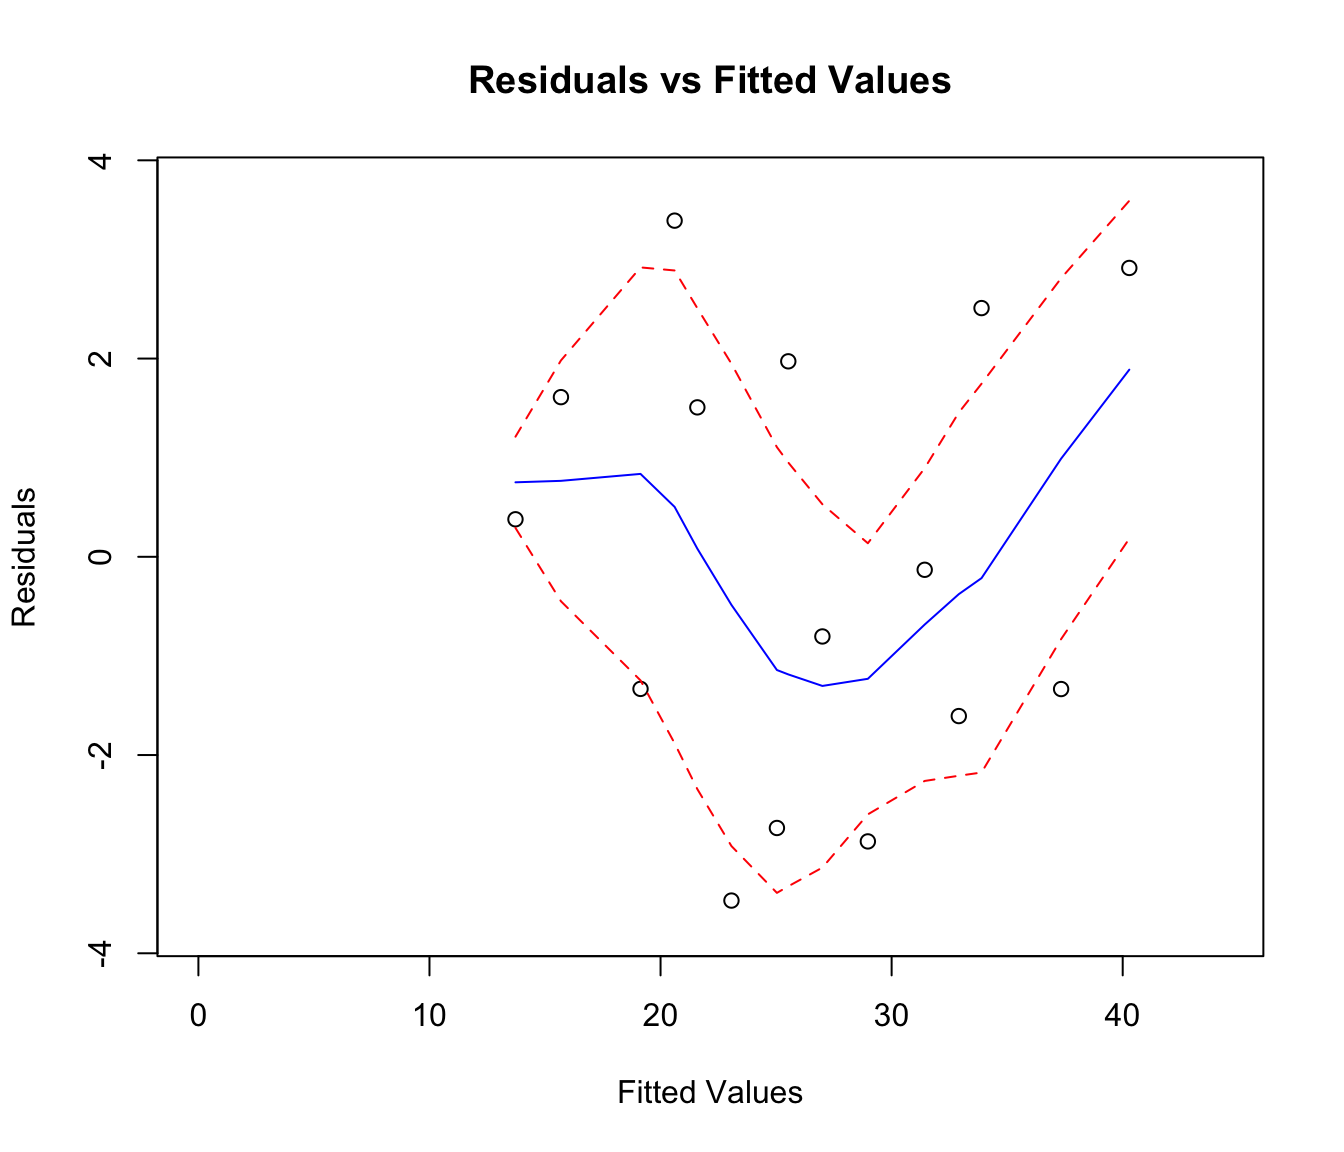 Residuals vs Fitted Values
4
2
0
-2
-4
Residuals
0 10 20 30 40
Fitted Values